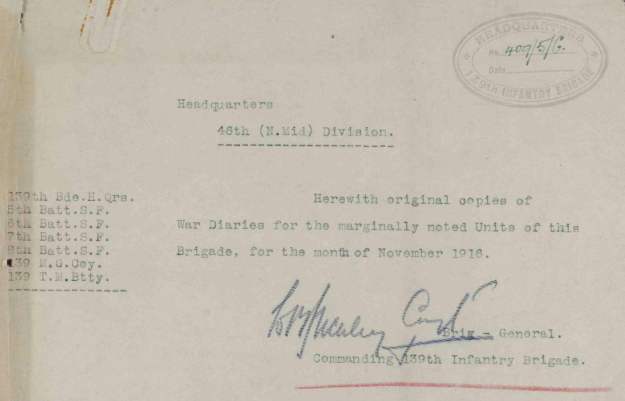 HEADQUARTERS
No. 409/5/G.
Date
139th INFANTRY BRIGADE
Headquarters
46th (N.Mid) Division.
139th Bde.H.Qrs.
5th Batt.S.F.
6th Batt.S.F.
7th Batt.S.F.
8th Batt.S.F.
139 M.G.Coy.
139 T.M.Btty.
Herewith original copies of
War Diaries for the marginally noted Units of this
Brigade, for the month of November 1916.
Capt
Brig - General.
Commanding 139th Infantry Brigade.